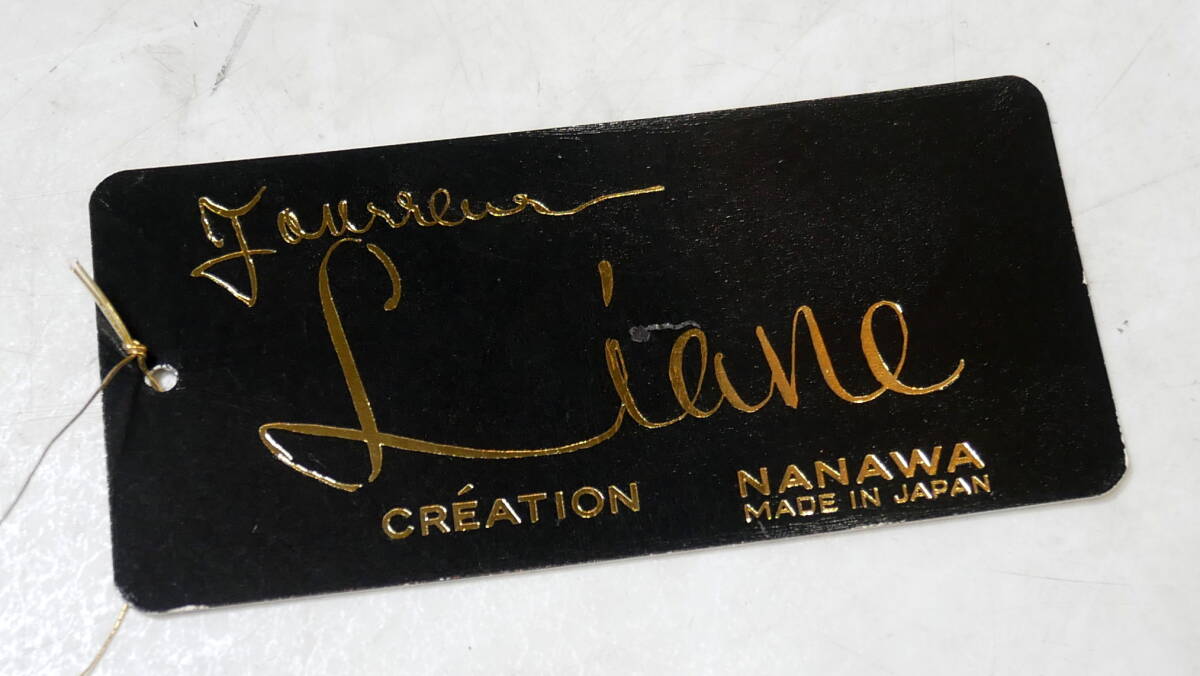 Fourreur
Liane
CRÉATION
NANAWA
MADE IN JAPAN